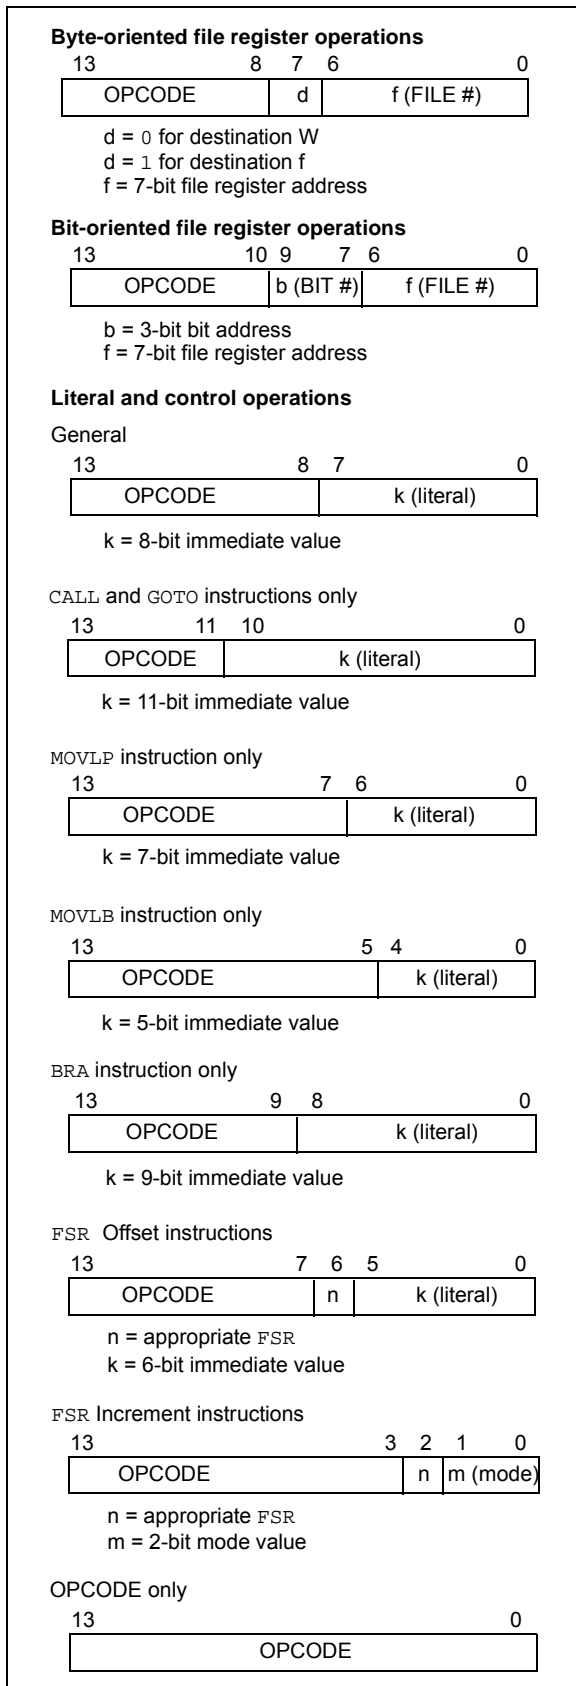 Byte-oriented file register operations
13 8 7 6 0
OPCODE d f (FILE #)
d = 0 for destination W
d = 1 for destination f
f = 7-bit file register address
Bit-oriented file register operations
13 10 9 7 6 0
OPCODE b (BIT #) f (FILE #)
b = 3-bit bit address
f = 7-bit file register address
Literal and control operations
General
13 8 7 0
OPCODE k (literal)
k = 8-bit immediate value
CALL and GOTO instructions only
13 11 10 0
OPCODE k (literal)
k = 11-bit immediate value
MOVLP instruction only
13 7 6 0
OPCODE k (literal)
k = 7-bit immediate value
MOVLB instruction only
13 5 4 0
OPCODE k (literal)
k = 5-bit immediate value
BRA instruction only
13 9 8 0
OPCODE k (literal)
k = 9-bit immediate value
FSR Offset instructions
13 7 6 5 0
OPCODE n k (literal)
n = appropriate FSR
k = 6-bit immediate value
FSR Increment instructions
13 3 2 1 0
OPCODE n m (mode)
n = appropriate FSR
m = 2-bit mode value
OPCODE only
13 0
OPCODE